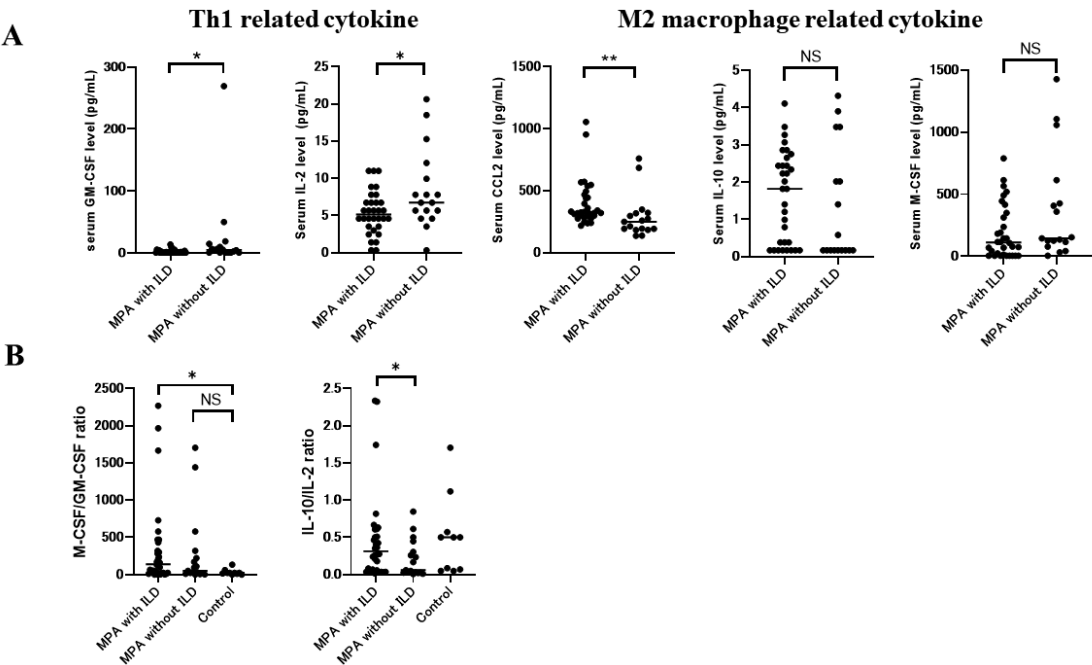 Th1 related cytokine
M2 macrophage related cytokine
A
serum GM-CSF level (pg/mL)
300
200
100
0
*
MPA with ILD
MPA without ILD
Serum IL-2 level (pg/mL)
25
20
15
10
5
0
*
MPA with ILD
MPA without ILD
Serum CCL2 level (pg/mL)
1500
1000
500
0
**
MPA with ILD
MPA without ILD
Serum IL-10 level (pg/mL)
5
4
3
2
1
0
NS
MPA with ILD
MPA without ILD
Serum M-CSF level (pg/mL)
1500
1000
500
0
NS
MPA with ILD
MPA without ILD
B
M-CSF/GM-CSF ratio
2500
2000
1500
1000
500
0
*
NS
MPA with ILD
MPA without ILD
Control
IL-10/IL-2 ratio
2.5
2.0
1.5
1.0
0.5
0.0
*
MPA with ILD
MPA without ILD
Control